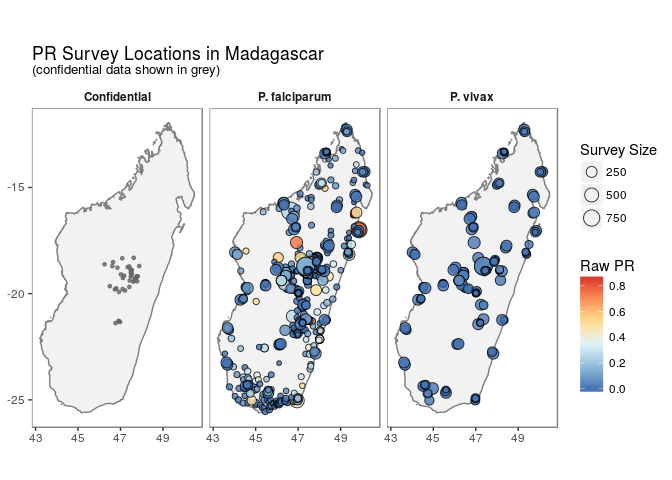 PR Survey Locations in Madagascar
(confidential data shown in grey)
Confidential P. falciparum P. vivax
Survey Size
250
500
750
Raw PR
0.8
0.6
0.4
0.2
0.0
-15
-20
-25
43 45 47 49 43 45 47 49 43 45 47 49